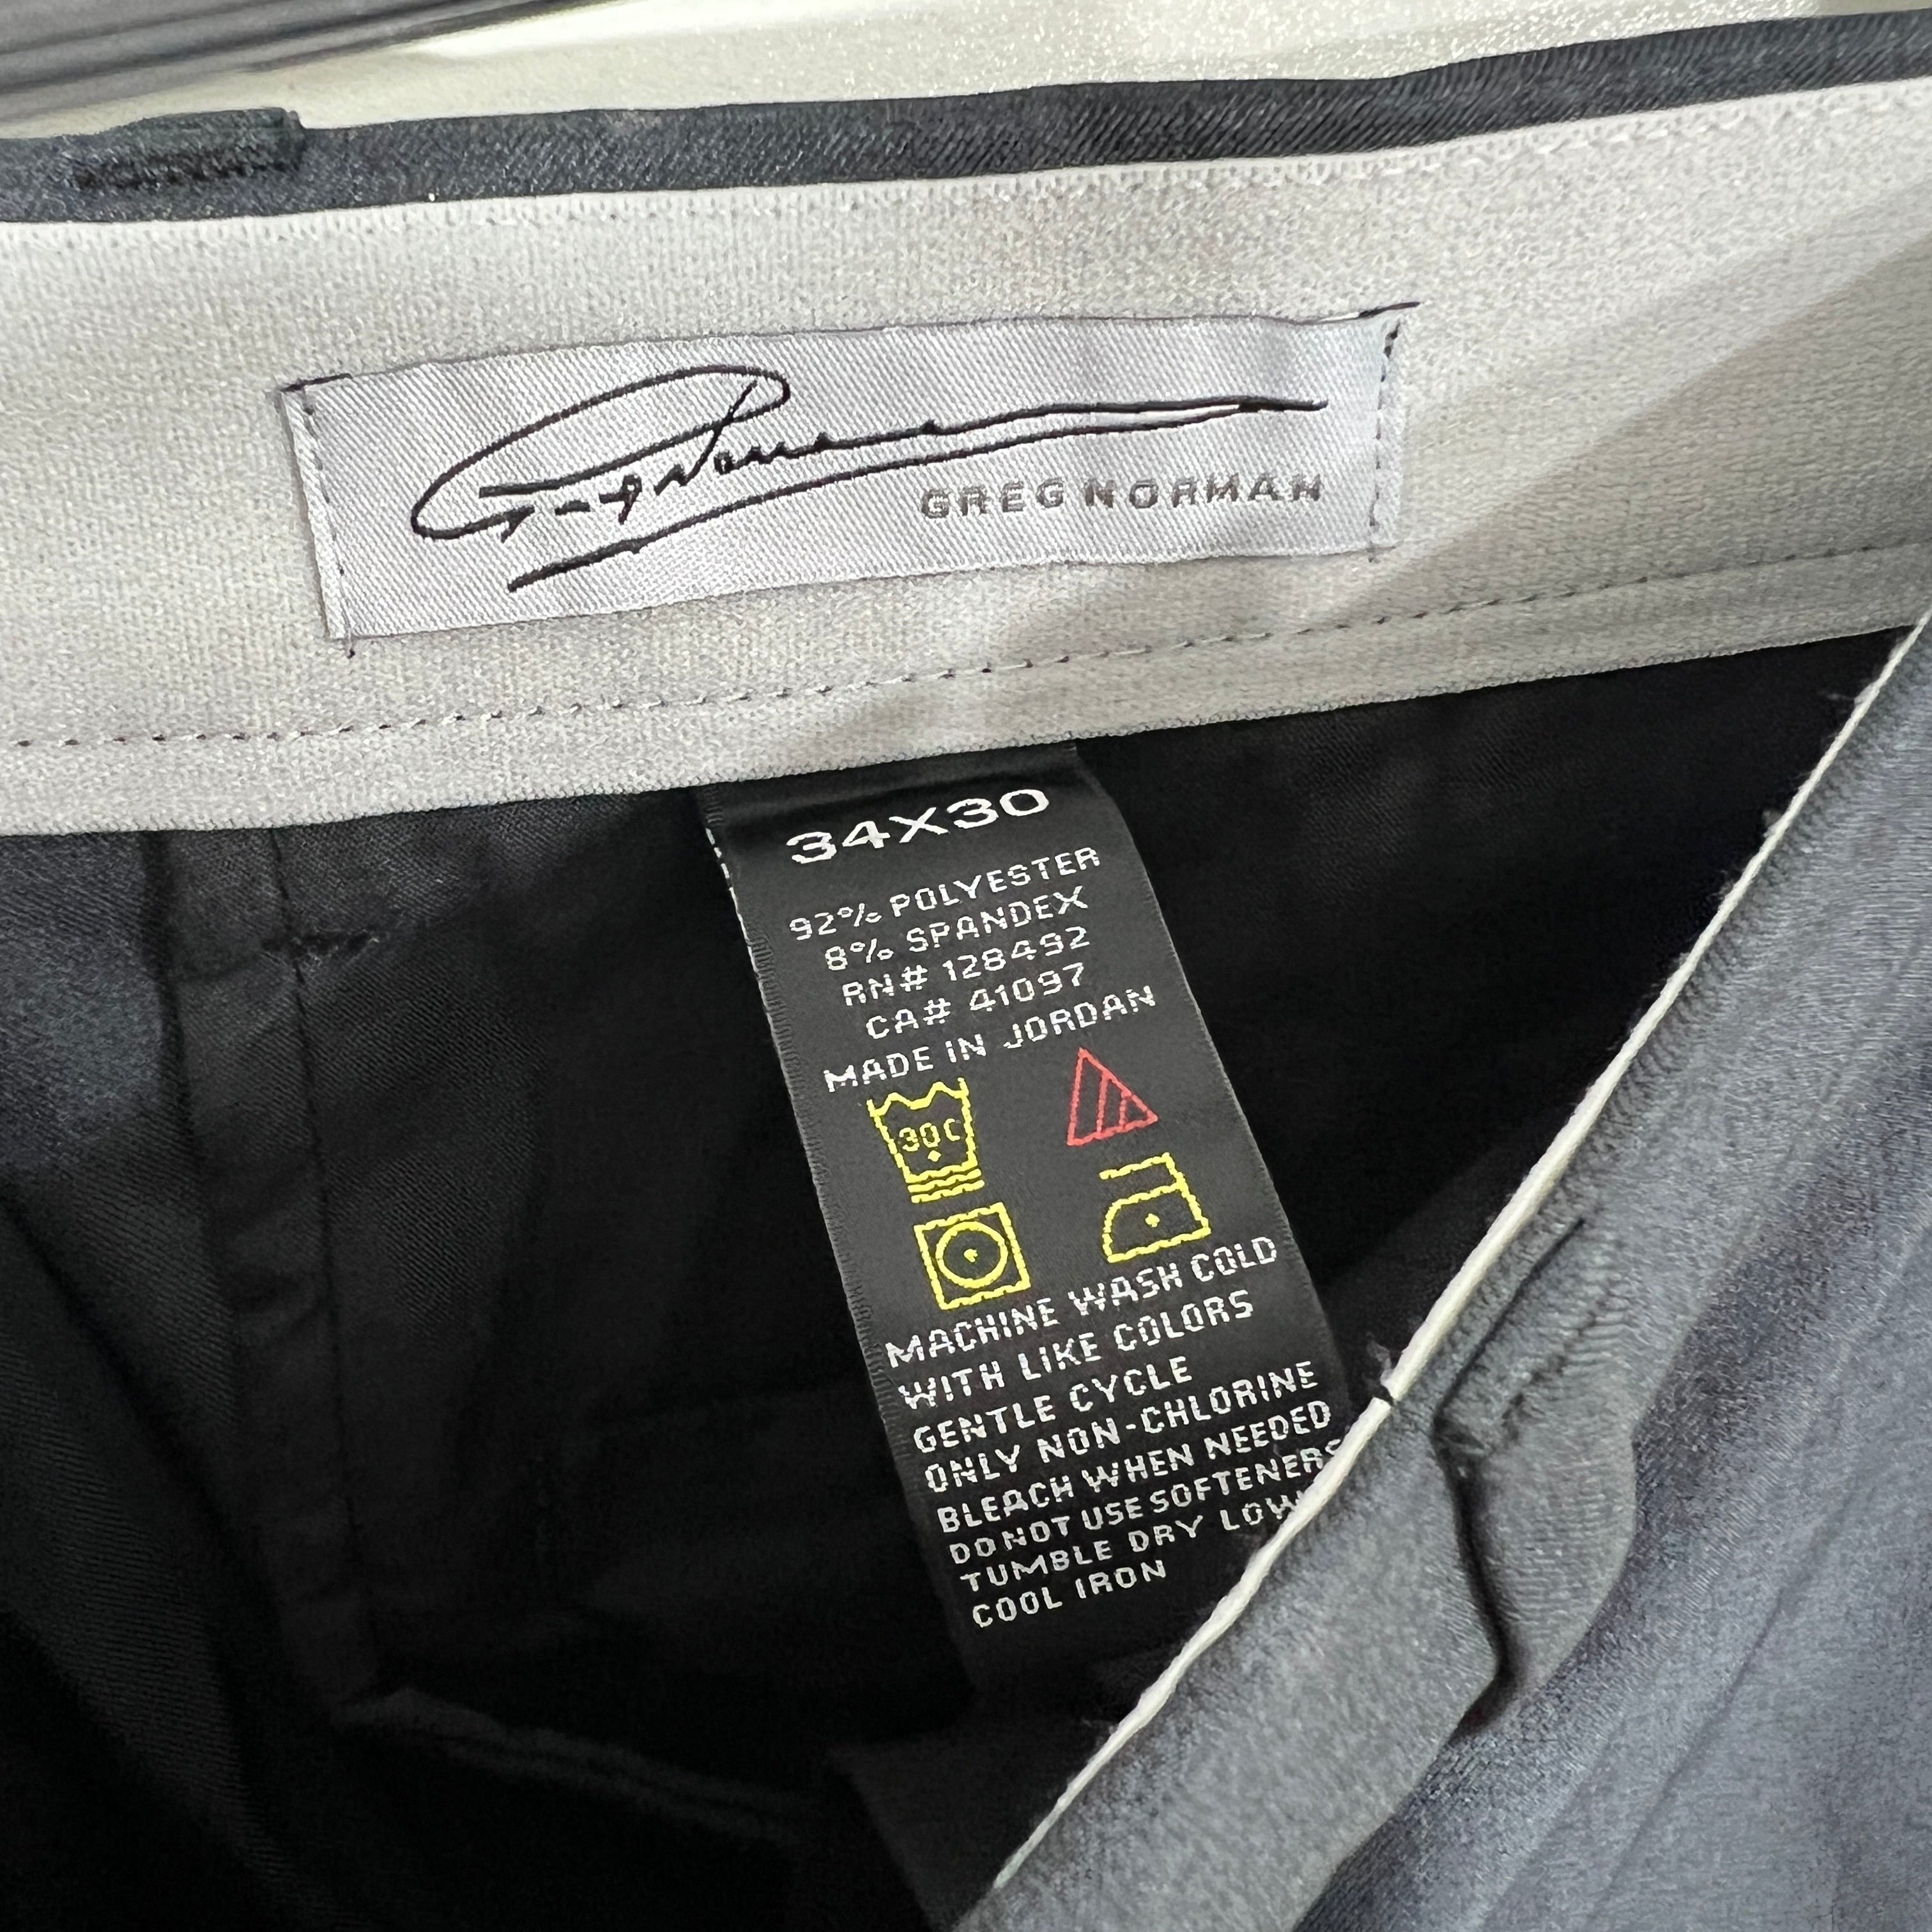 Greg Norman
GREG NORMAN
34X30
92% POLYESTER
8% SPANDEX
RN# 128492
CA# 41097
MADE IN JORDAN
30C
MACHINE WASH COLD
WITH LIKE COLORS
GENTLE CYCLE
ONLY NON-CHLORINE
BLEACH WHEN NEEDED
DO NOT USE SOFTENERS
TUMBLE DRY LOW
COOL IRON